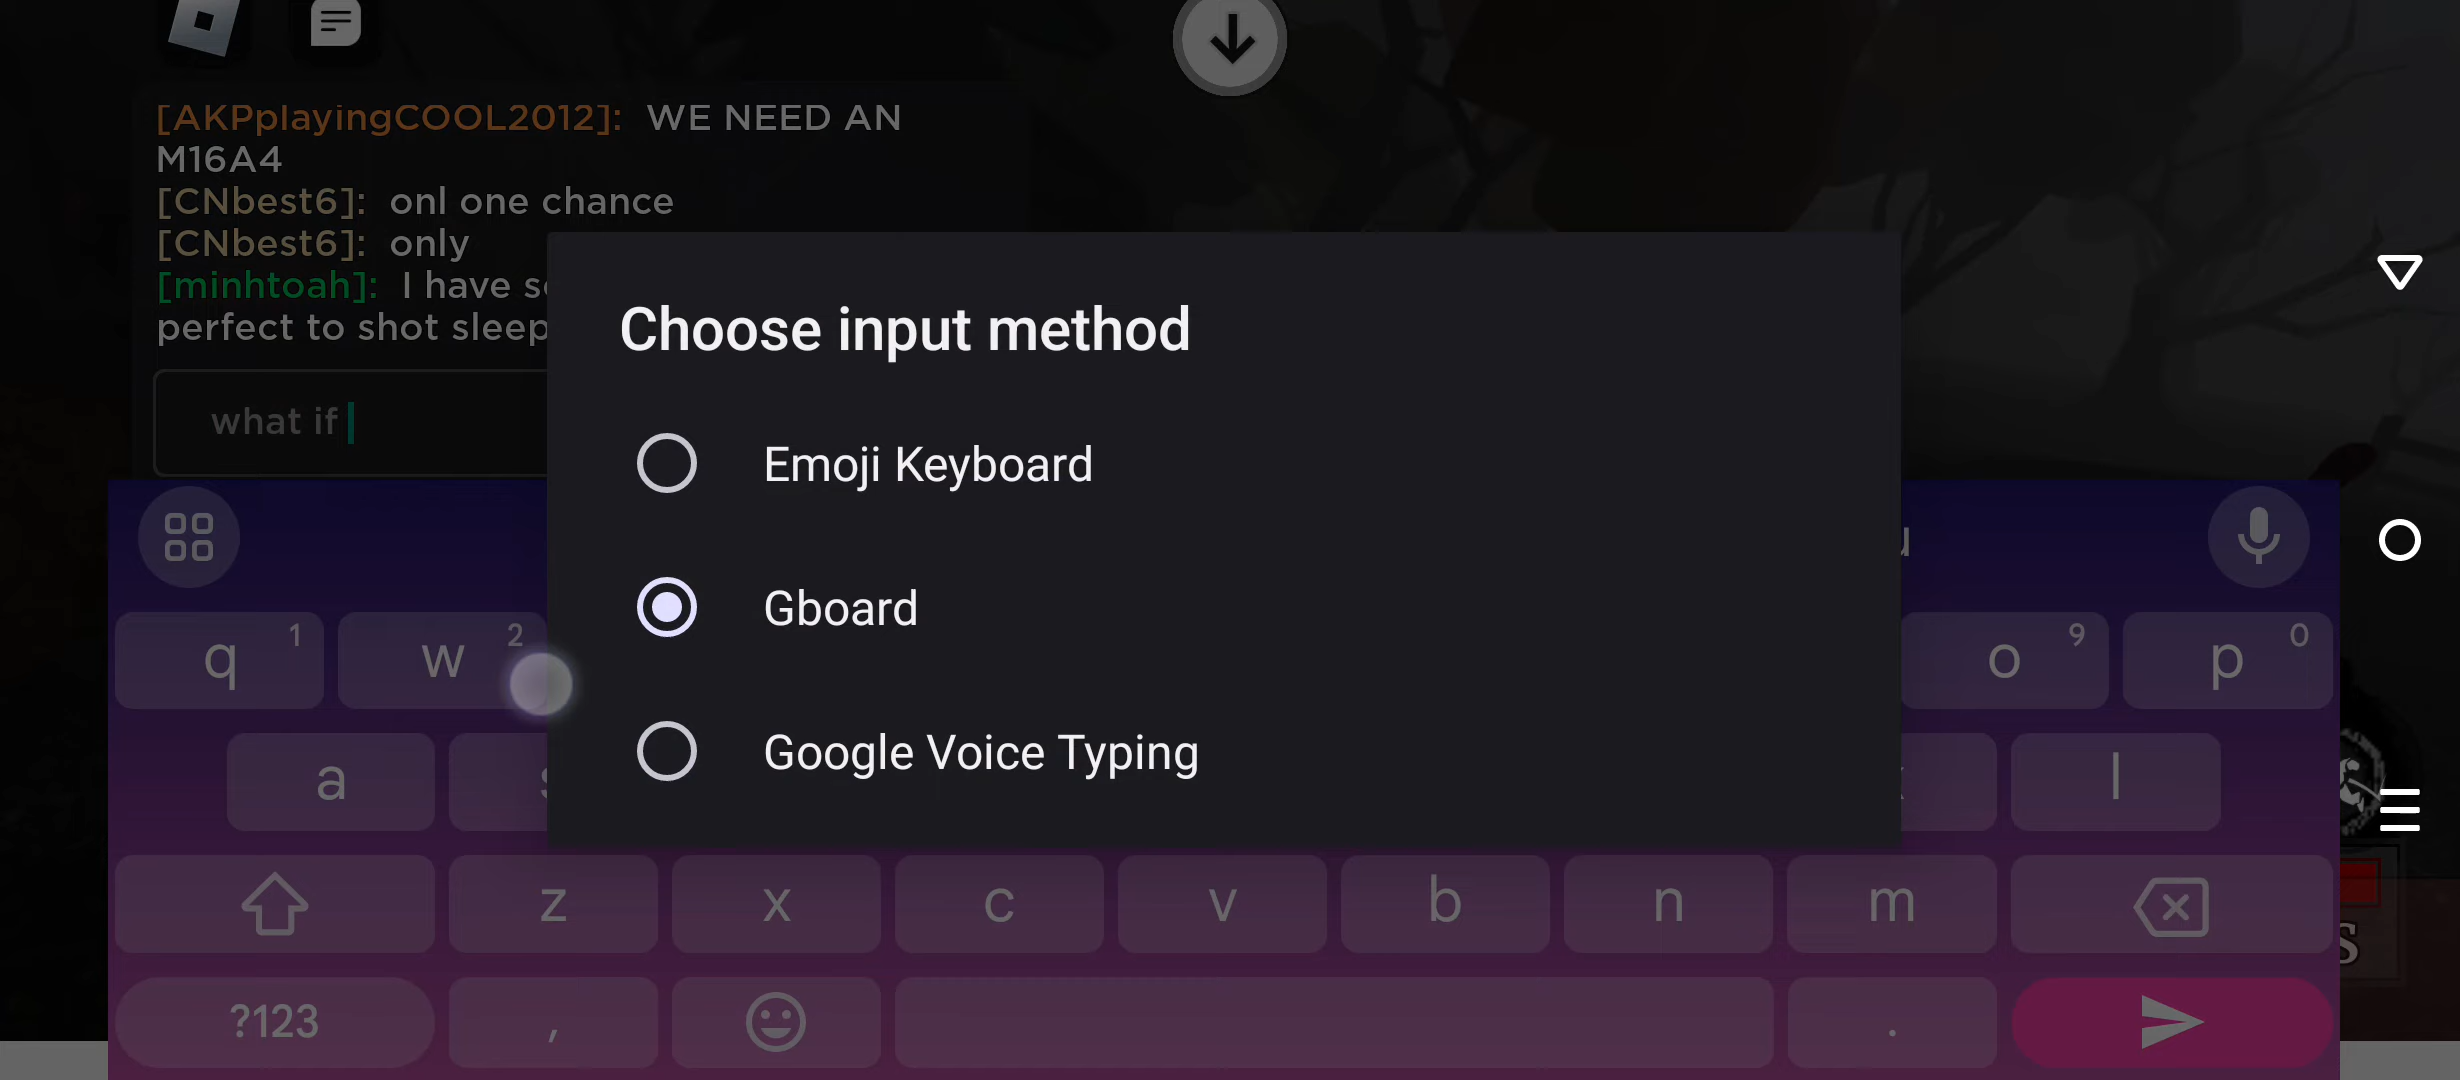 [AKPplayingCOOL2012]: WE NEED AN
M16A4
[CNbest6]: onl one chance
[CNbest6]: only
[minhtoah]: I have
perfect to shot sleep
what if
Choose input method
Emoji Keyboard
Gboard
Google Voice Typing
q 1 w 2 o 9 p 0
a l
z x c v b n m
?123 , .
S